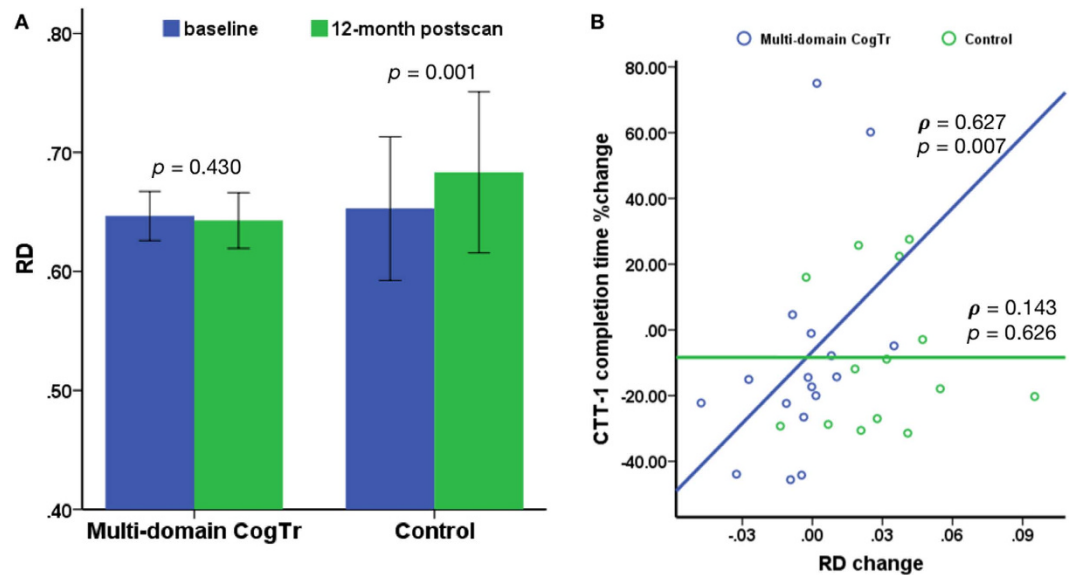 A
baseline
12-month postscan
.80
.70
.60
.50
.40
RD
p = 0.430
p = 0.001
Multi-domain CogTr
Control
B
Multi-domain CogTr
Control
80.00
60.00
40.00
20.00
.00
-20.00
-40.00
CTT-1 completion time %change
ρ = 0.627
p = 0.007
ρ = 0.143
p = 0.626
-.03
.00
.03
.06
.09
RD change